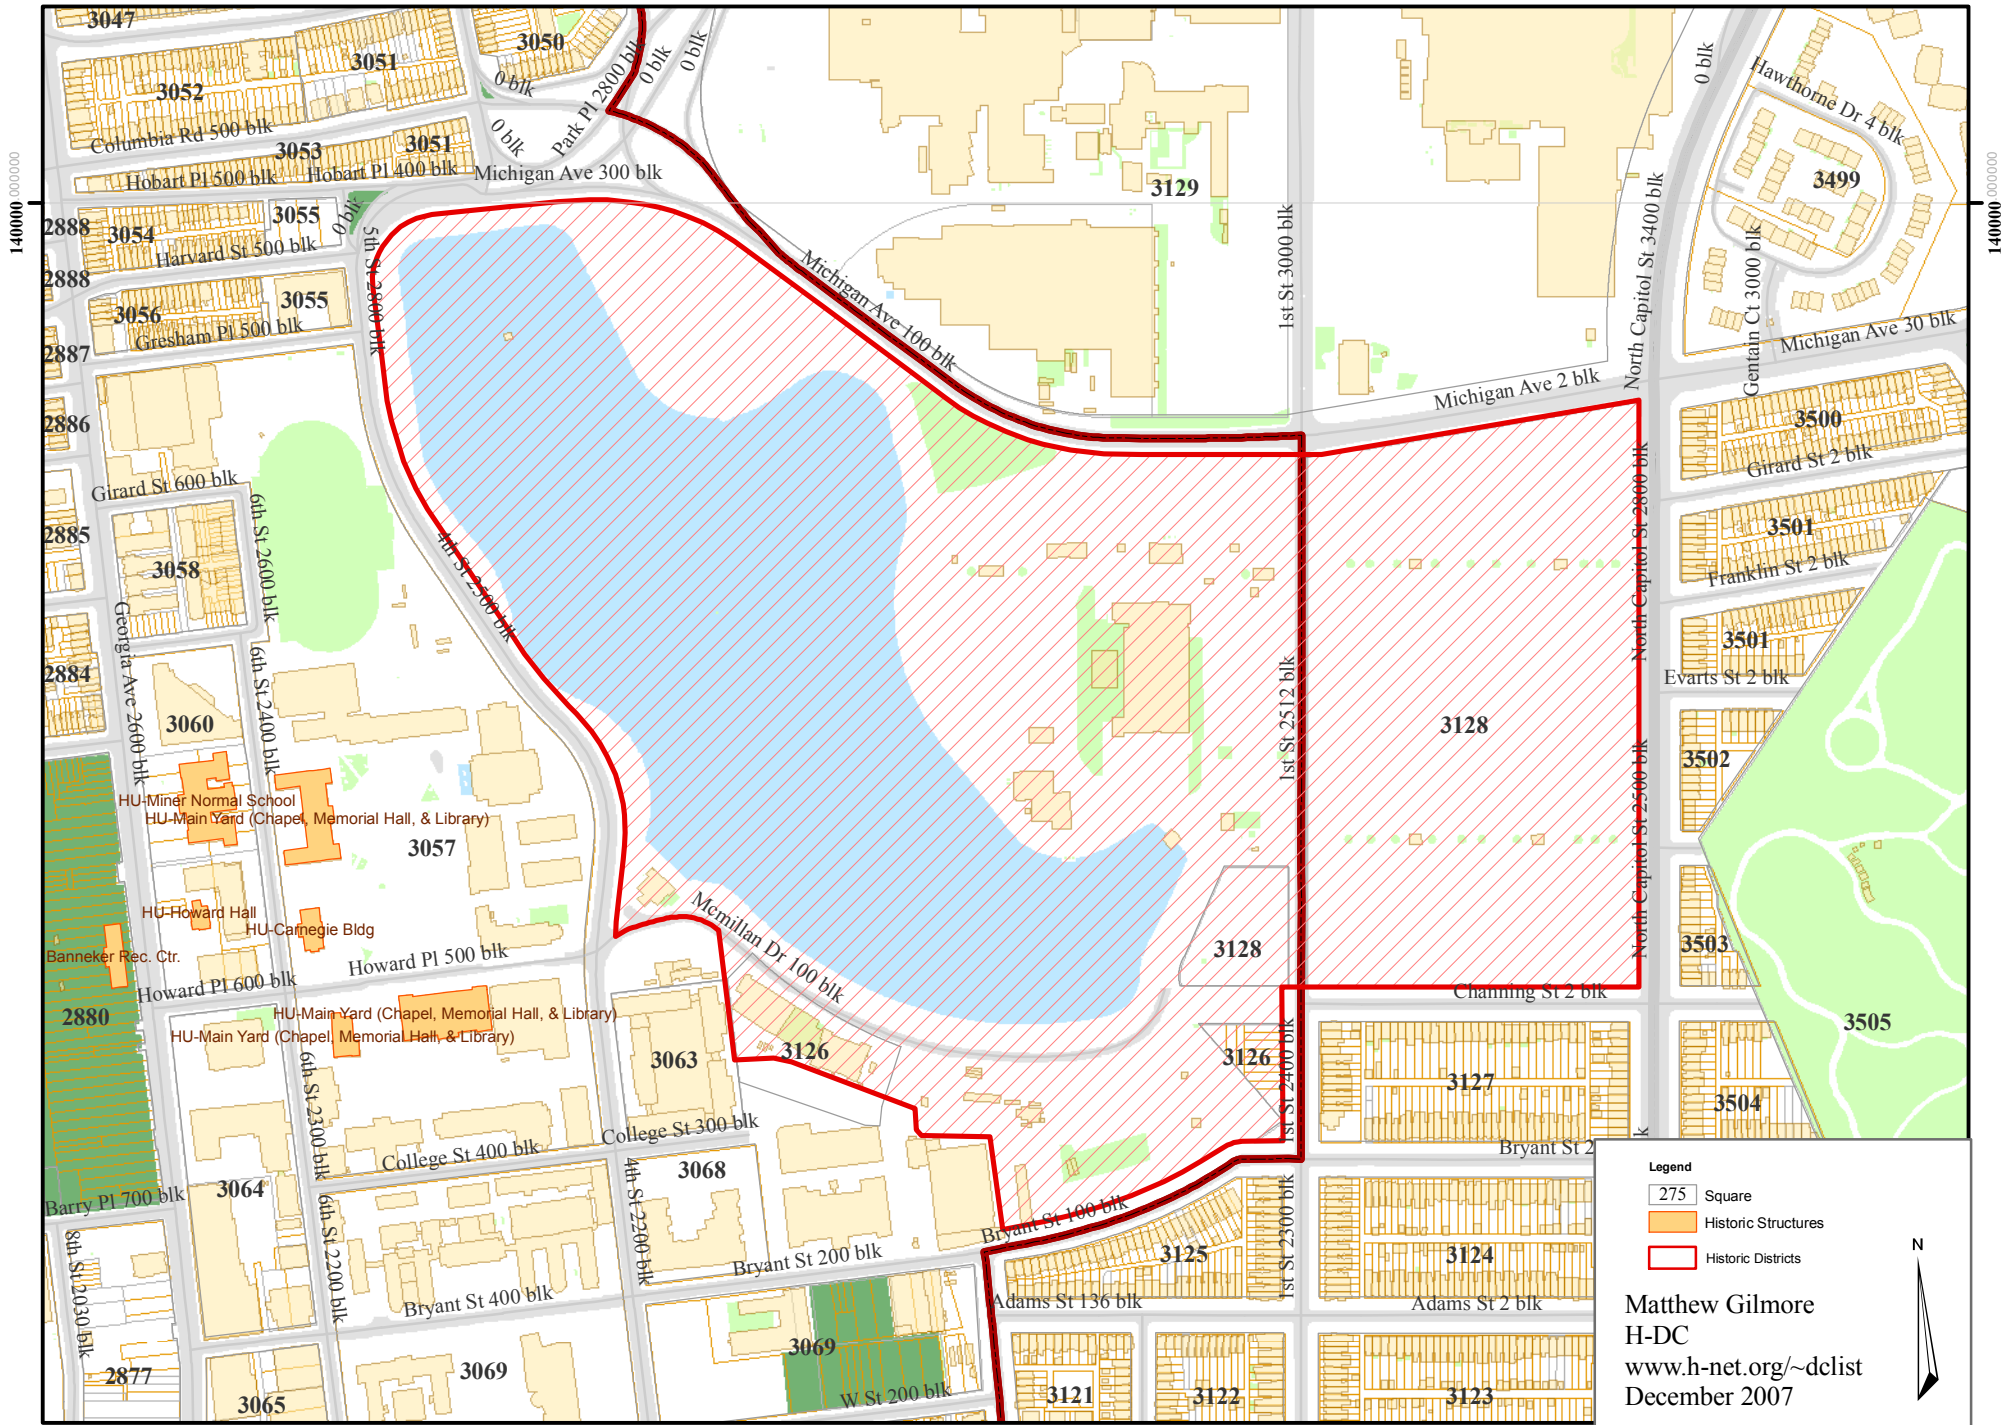 3047
3050
3051
3052
0 blk
0 blk
0 blk
0 blk
0 blk
Park Pl 2800 blk
Hawthorne Dr 4 blk
Columbia Rd 500 blk
3053
3051
Hobart Pl 500 blk
Hobart Pl 400 blk
Michigan Ave 300 blk
3129
3499
140000000000
140000000000
2888
3054
3055
0 blk
Harvard St 500 blk
5th St 2800 blk
2888
3056
3055
Gresham Pl 500 blk
2887
Michigan Ave 100 blk
1st St 3000 blk
North Capitol St 3400 blk
Gentain Ct 3000 blk
Michigan Ave 30 blk
Michigan Ave 2 blk
2886
3500
Girard St 2 blk
Girard St 600 blk
6th St 2600 blk
2885
3058
4th St 2500 blk
North Capitol St 2800 blk
3501
Franklin St 2 blk
3501
Evarts St 2 blk
2884
Georgia Ave 2600 blk
6th St 2400 blk
3060
1st St 2512 blk
3128
North Capitol St 2500 blk
3502
HU-Miner Normal School
HU-Main Yard (Chapel, Memorial Hall, & Library)
3057
HU-Howard Hall
HU-Carnegie Bldg
Banneker Rec. Ctr.
Howard Pl 500 blk
Howard Pl 600 blk
Mcmillan Dr 100 blk
3128
3503
Channing St 2 blk
2880
HU-Main Yard (Chapel, Memorial Hall, & Library)
HU-Main Yard (Chapel, Memorial Hall, & Library)
3505
3063
3126
3126
1st St 2400 blk
3127
3504
6th St 2300 blk
College St 300 blk
College St 400 blk
Bryant St 2
k
3064
3068
4th St 2200 blk
Barry Pl 700 blk
6th St 2200 blk
8th St 2030 blk
Bryant St 100 blk
Bryant St 200 blk
Bryant St 400 blk
3125
1st St 2300 blk
3124
Adams St 136 blk
Adams St 2 blk
3069
3069
2877
3065
W St 200 blk
3121
3122
3123
Legend
275 Square
Historic Structures
Historic Districts
N
Matthew Gilmore
H-DC
www.h-net.org/~dclist
December 2007